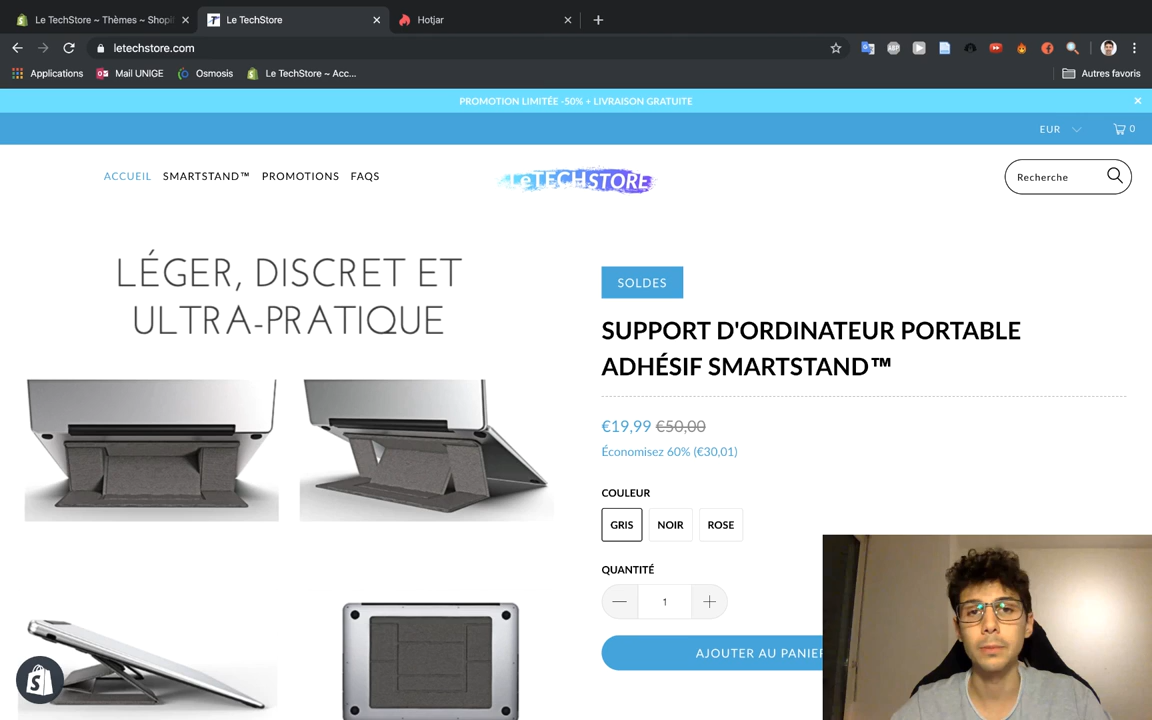 Le TechStore ~ Thèmes ~ Shopif
Le TechStore
Hotjar
letechstore.com
ABP
Applications
Mail UNIGE
Osmosis
Le TechStore ~ Acc...
Autres favoris
PROMOTION LIMITÉE -50% + LIVRAISON GRATUITE
EUR
0
ACCUEIL
SMARTSTAND™
PROMOTIONS
FAQS
LeTECHSTORE
Recherche
LÉGER, DISCRET ET
ULTRA-PRATIQUE
SOLDES
SUPPORT D'ORDINATEUR PORTABLE
ADHÉSIF SMARTSTAND™
€19,99 €50,00
Économisez 60% (€30,01)
COULEUR
GRIS
NOIR
ROSE
QUANTITÉ
1
AJOUTER AU PANIER